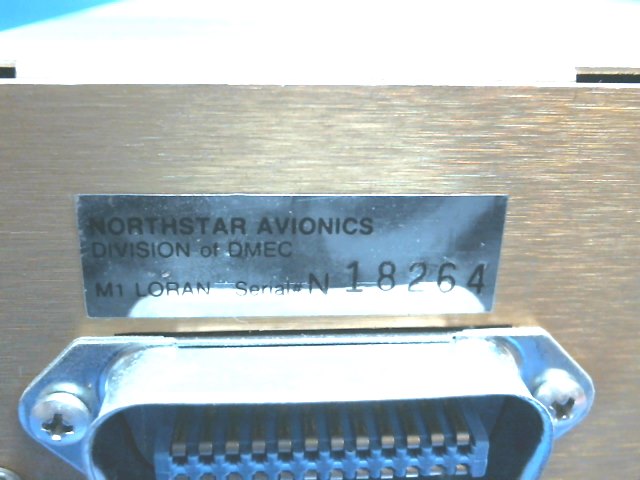 NORTHSTAR AVIONICS
DIVISION of DMEC
M1 LORAN Serial# N 18264